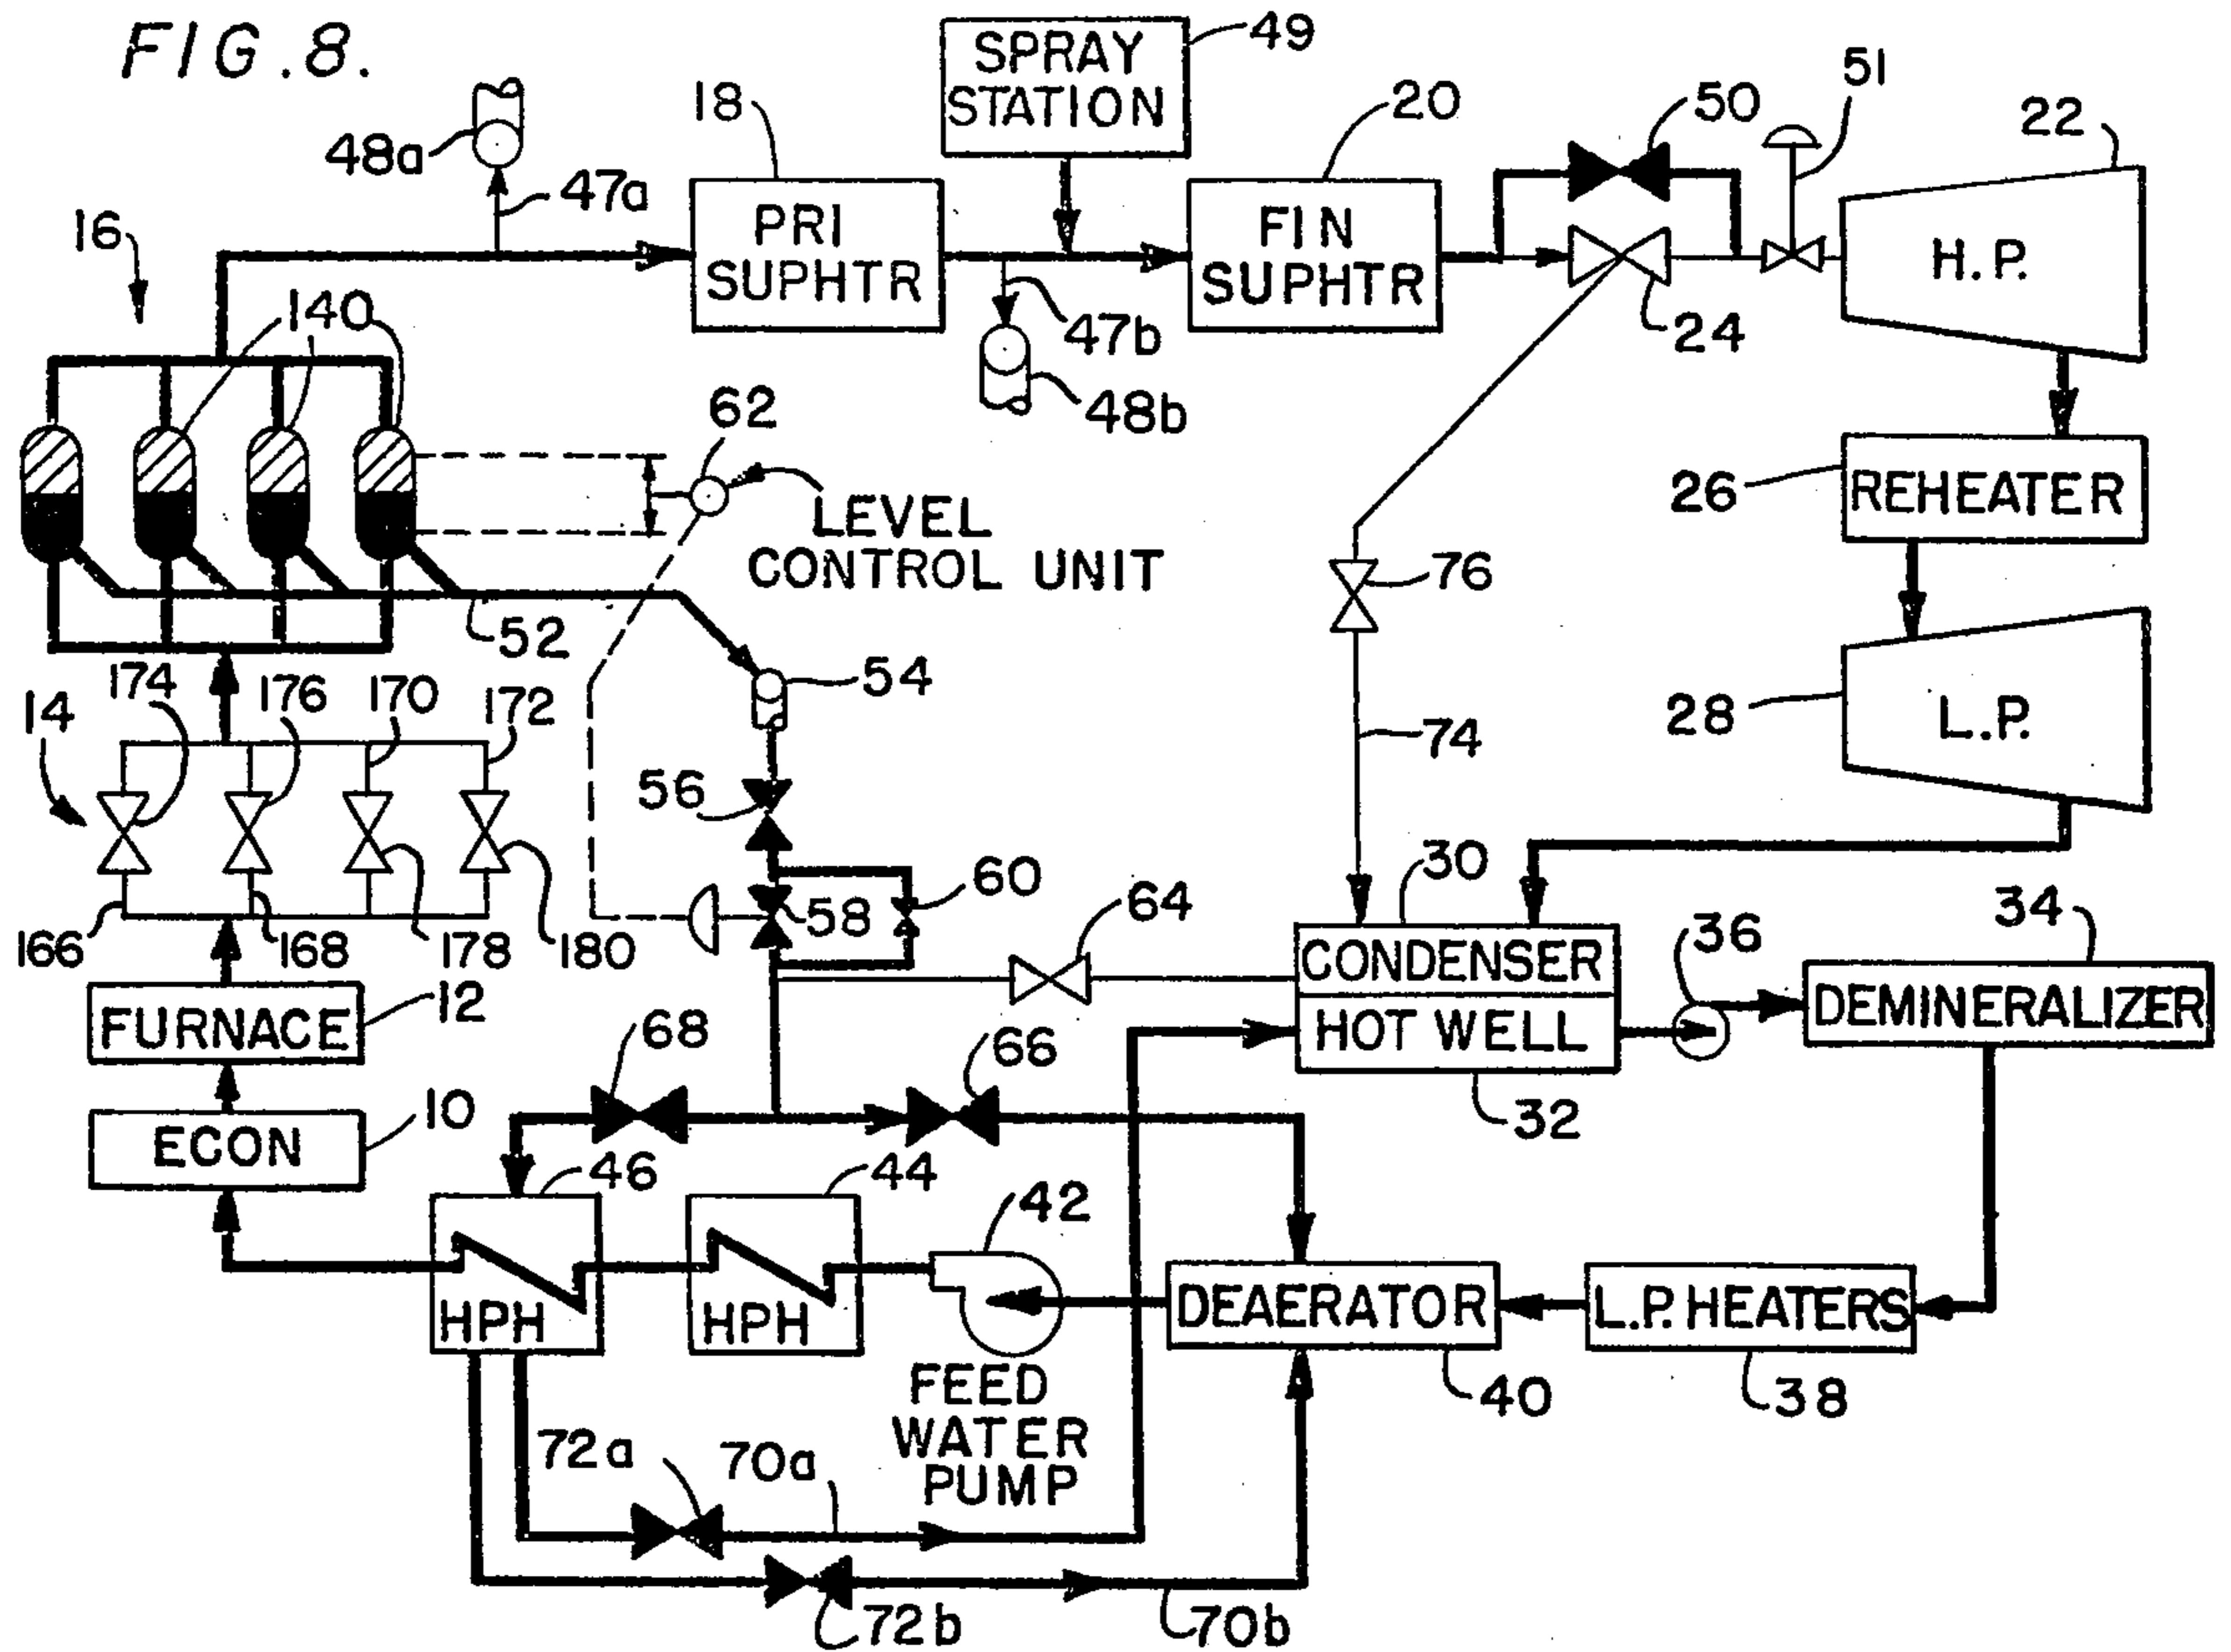 FIG. 8.
SPRAY
STATION
49
51
48a
18
20
50
22
47a
16
PRI
SUPHTR
FIN
SUPHTR
H.P.
140
47b
24
48b
62
26
REHEATER
LEVEL
CONTROL UNIT
76
52
54
174
176
170
172
14
28
L.P.
74
56
30
60
64
34
58
36
166
168
178
180
CONDENSER
DEMINERALIZER
FURNACE
12
HOT WELL
68
66
32
ECON
10
46
44
42
HPH
HPH
DEAERATOR
L.P. HEATERS
FEED
WATER
PUMP
40
38
72a
70a
72b
70b